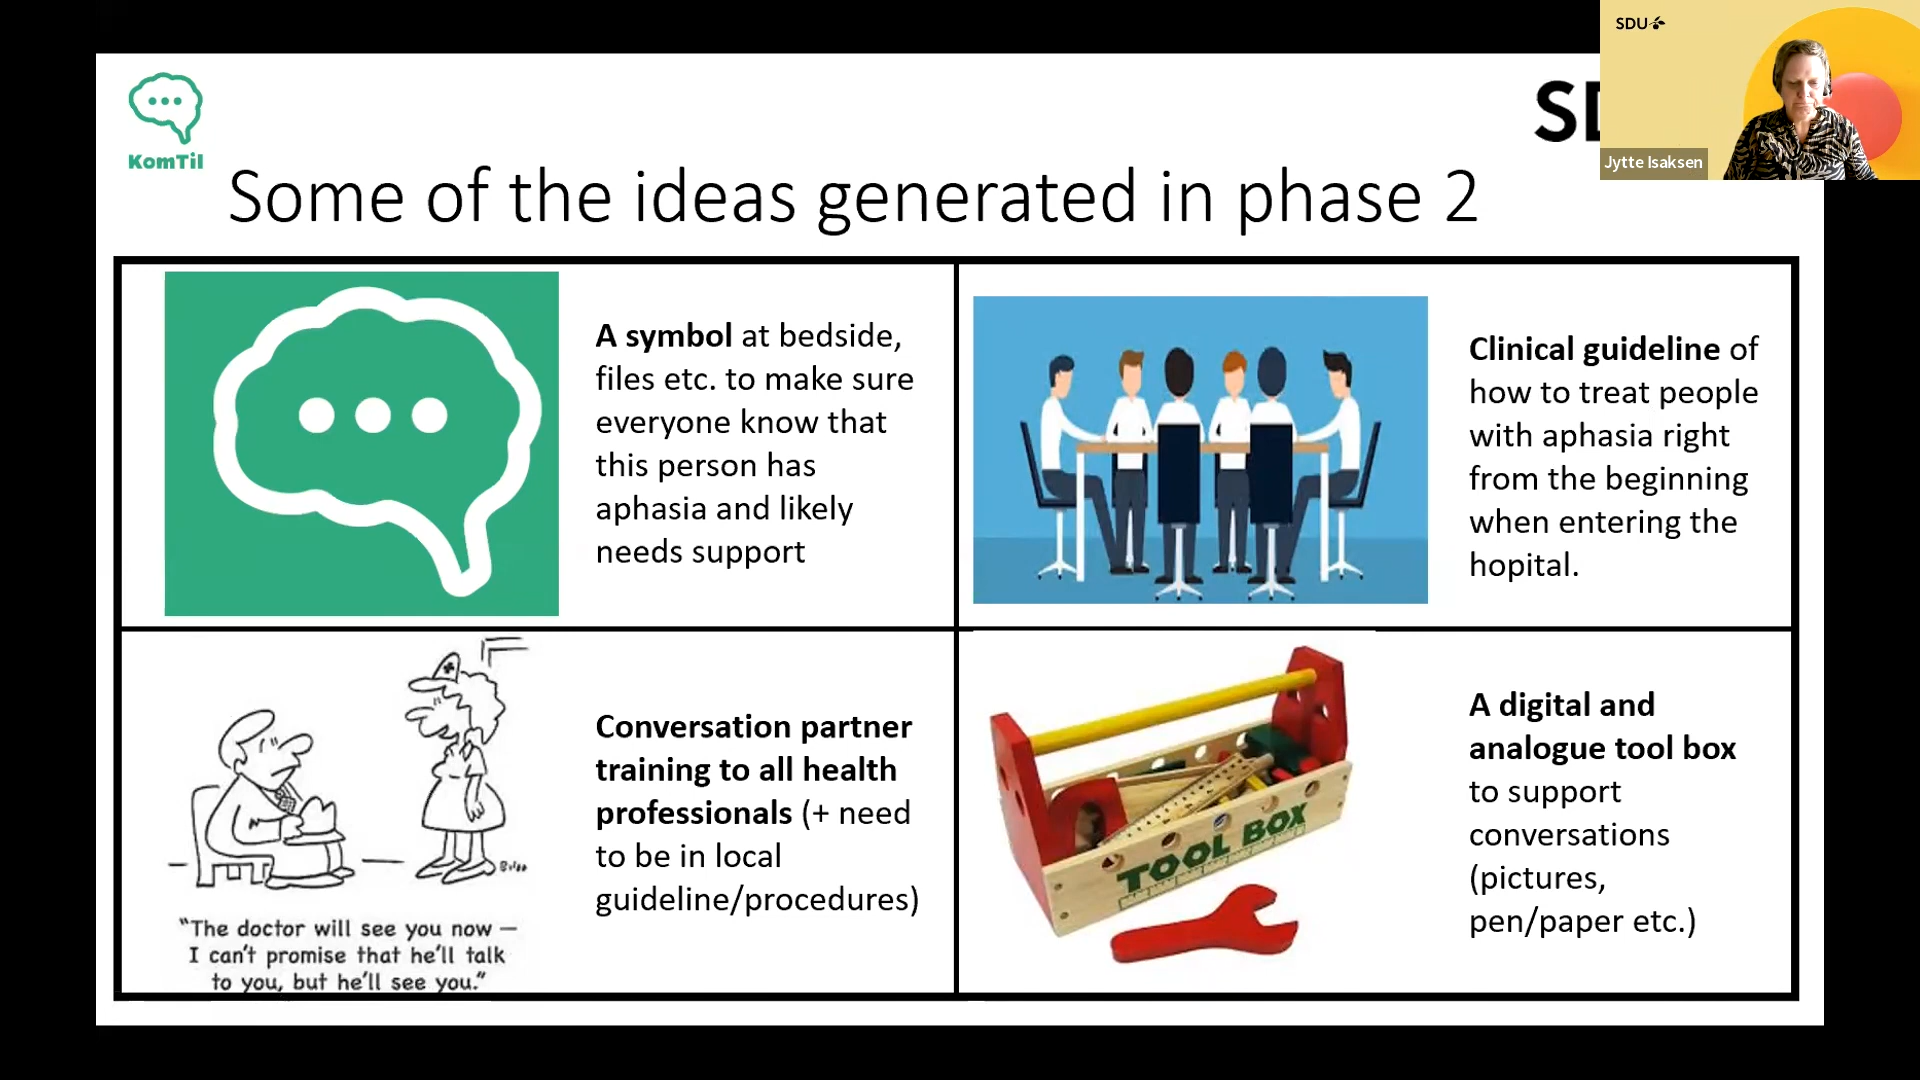 SDU
Jytte Isaksen
KomTil
Some of the ideas generated in phase 2
A symbol at bedside,
files etc. to make sure
everyone know that
this person has
aphasia and likely
needs support
Clinical guideline of
how to treat people
with aphasia right
from the beginning
when entering the
hopital.
"The doctor will see you now —
I can't promise that he'll talk
to you, but he'll see you."
Conversation partner
training to all health
professionals (+ need
to be in local
guideline/procedures)
TOOL BOX
A digital and
analogue tool box
to support
conversations
(pictures,
pen/paper etc.)